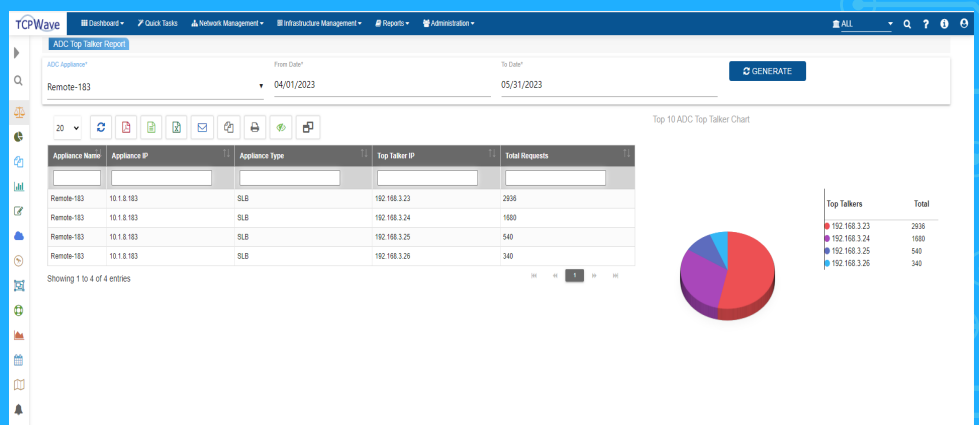 TCPWave Dashboard Quick Tasks Network Management Infrastructure Management Reports Administration ALL
ADC Top Talker Report
ADC Appliance* From Date* To Date*
Remote-183 04/01/2023 05/31/2023 GENERATE
Top 10 ADC Top Talker Chart
20
Appliance Name Appliance IP Appliance Type Top Talker IP Total Requests
Remote-183 10.1.8.183 SLB 192.168.3.23 2936
Remote-183 10.1.8.183 SLB 192.168.3.24 1680
Remote-183 10.1.8.183 SLB 192.168.3.25 540
Remote-183 10.1.8.183 SLB 192.168.3.26 340
Showing 1 to 4 of 4 entries 1
Top Talkers Total
192.168.3.23 2936
192.168.3.24 1680
192.168.3.25 540
192.168.3.26 340